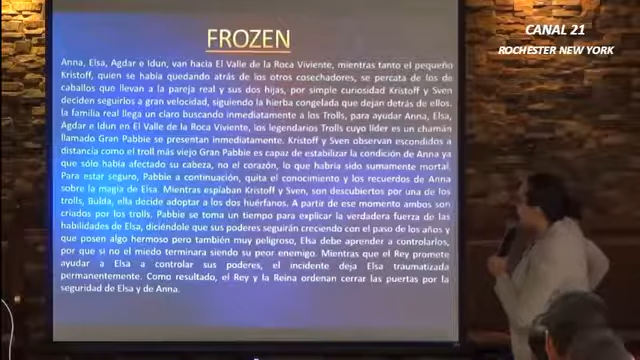 FROZEN
CANAL 21
ROCHESTER NEW YORK
Anna, Elsa, Agdar e Idun, van hacia El Valle de la Roca Viviente, mientras tanto el pequeño
Kristoff, quien se había quedando atrás de los otros cosechadores, se percata de los de
caballos que llevan a la pareja real y sus dos hijas, por simple curiosidad Kristoff y Sven
deciden seguirlos a gran velocidad, siguiendo la hierba congelada que dejan detrás de ellos.
la familia real llega un claro buscando inmediatamente a los Trolls, para ayudar Anna, Elsa,
Agdar e Idun en El Valle de la Roca Viviente, los legendarios Trolls cuyo líder es un chamán
llamado Gran Pabbie se presentan inmediatamente. Kristoff y Sven observan escondidos a
distancia como el troll más viejo Gran Pabbie es capaz de estabilizar la condición de Anna ya
que sólo había afectado su cabeza, no el corazón, lo que habría sido sumamente mortal.
Para estar seguro, Pabbie a continuación, quita el conocimiento y los recuerdos de Anna
sobre la magia de Elsa. Mientras espiaban Kristoff y Sven, son descubiertos por una de los
trolls, Bulda, ella decide adoptar a los dos huérfanos. A partir de ese momento ambos son
criados por los trolls. Pabbie se toma un tiempo para explicar la verdadera fuerza de las
habilidades de Elsa, diciéndole que sus poderes seguirán creciendo con el paso de los años y
que posen algo hermoso pero también muy peligroso, Elsa debe aprender a controlarlos,
por que si no el miedo terminara siendo su peor enemigo. Mientras que el Rey promete
ayudar a Elsa a controlar sus poderes, el incidente deja Elsa traumatizada
permanentemente. Como resultado, el Rey y la Reina ordenan cerrar las puertas por la
seguridad de Elsa y de Anna.